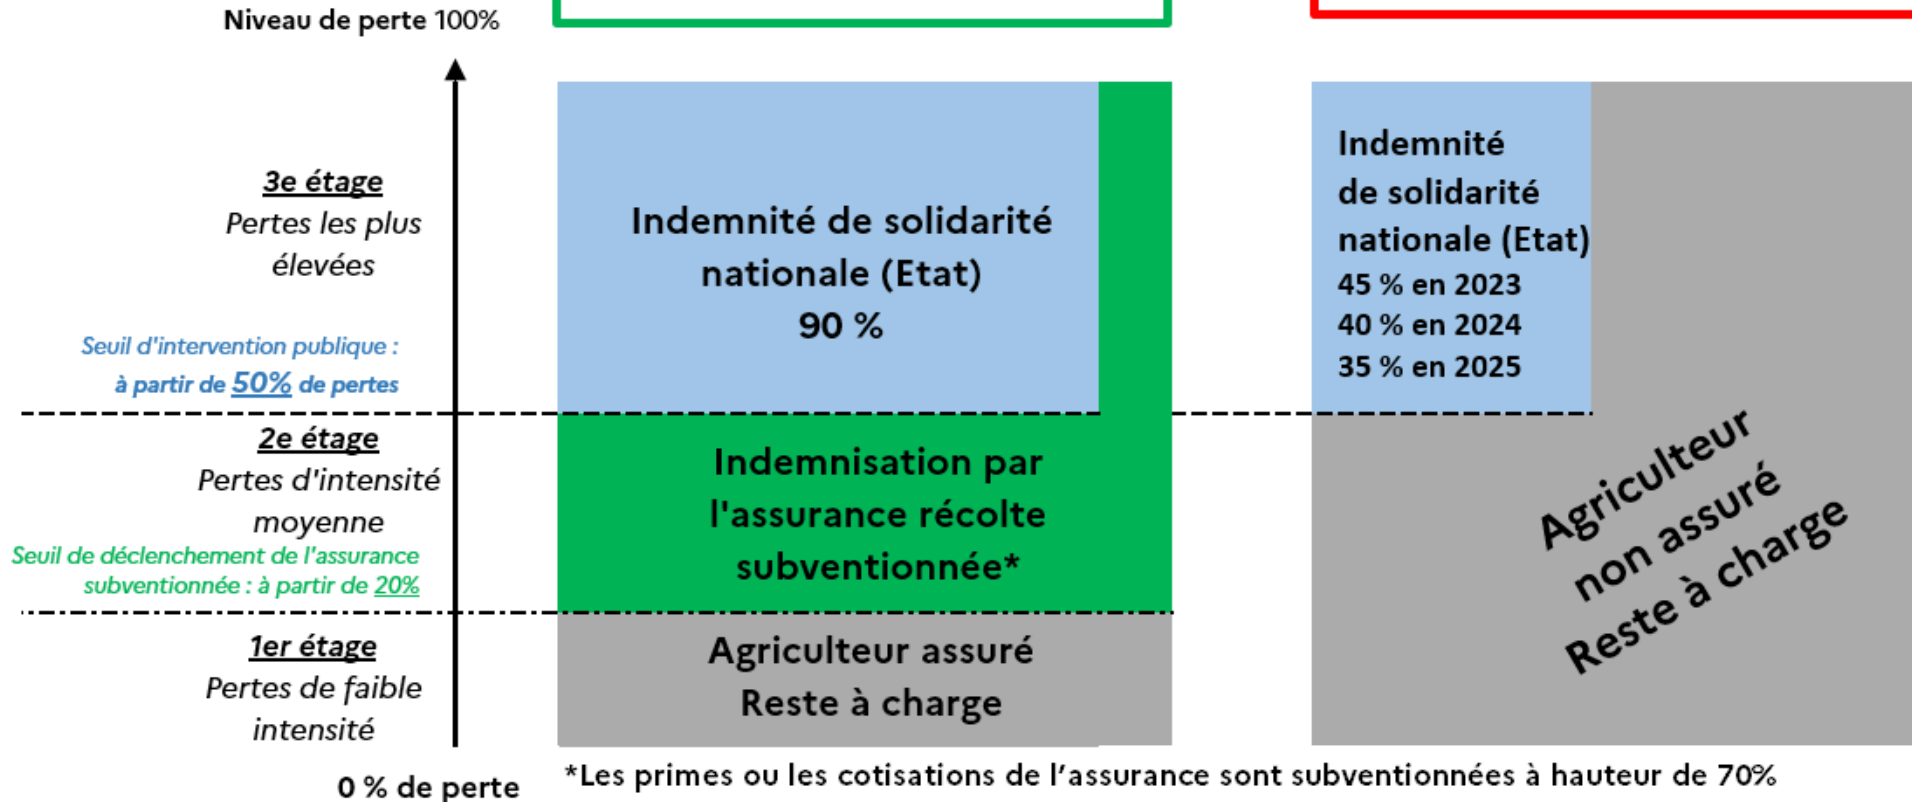 Niveau de perte 100%
3e étage
Pertes les plus
élevées
Seuil d'intervention publique :
à partir de 50% de pertes
2e étage
Pertes d'intensité
moyenne
Seuil de déclenchement de l'assurance
subventionnée : à partir de 20%
1er étage
Pertes de faible
intensité
0 % de perte
Indemnité de solidarité
nationale (Etat)
90 %
Indemnisation par
l'assurance récolte
subventionnée*
Agriculteur assuré
Reste à charge
Indemnité
de solidarité
nationale (Etat)
45 % en 2023
40 % en 2024
35 % en 2025
Agriculteur
non assuré
Reste à charge
*Les primes ou les cotisations de l’assurance sont subventionnées à hauteur de 70%